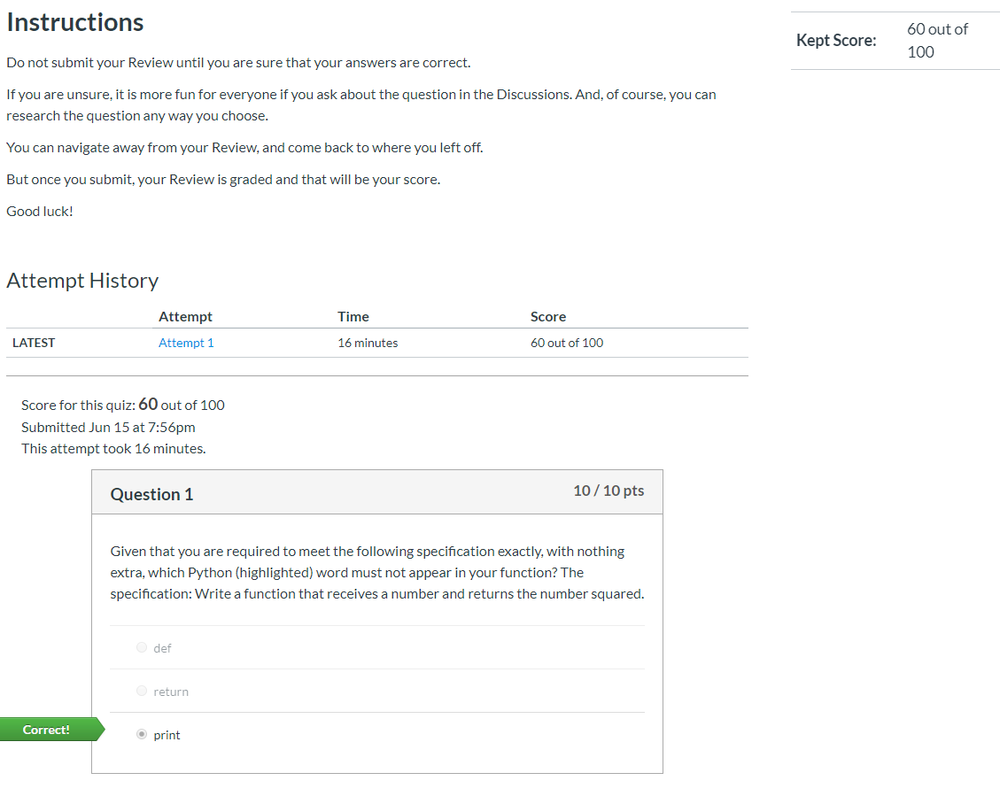 Instructions
Kept Score:
60 out of
100
Do not submit your Review until you are sure that your answers are correct.
If you are unsure, it is more fun for everyone if you ask about the question in the Discussions. And, of course, you can
research the question any way you choose.
You can navigate away from your Review, and come back to where you left off.
But once you submit, your Review is graded and that will be your score.
Good luck!
Attempt History
Attempt Time Score
LATEST Attempt 1 16 minutes 60 out of 100
Score for this quiz: 60 out of 100
Submitted Jun 15 at 7:56pm
This attempt took 16 minutes.
Question 1 10 / 10 pts
Given that you are required to meet the following specification exactly, with nothing
extra, which Python (highlighted) word must not appear in your function? The
specification: Write a function that receives a number and returns the number squared.
def
return
Correct! print